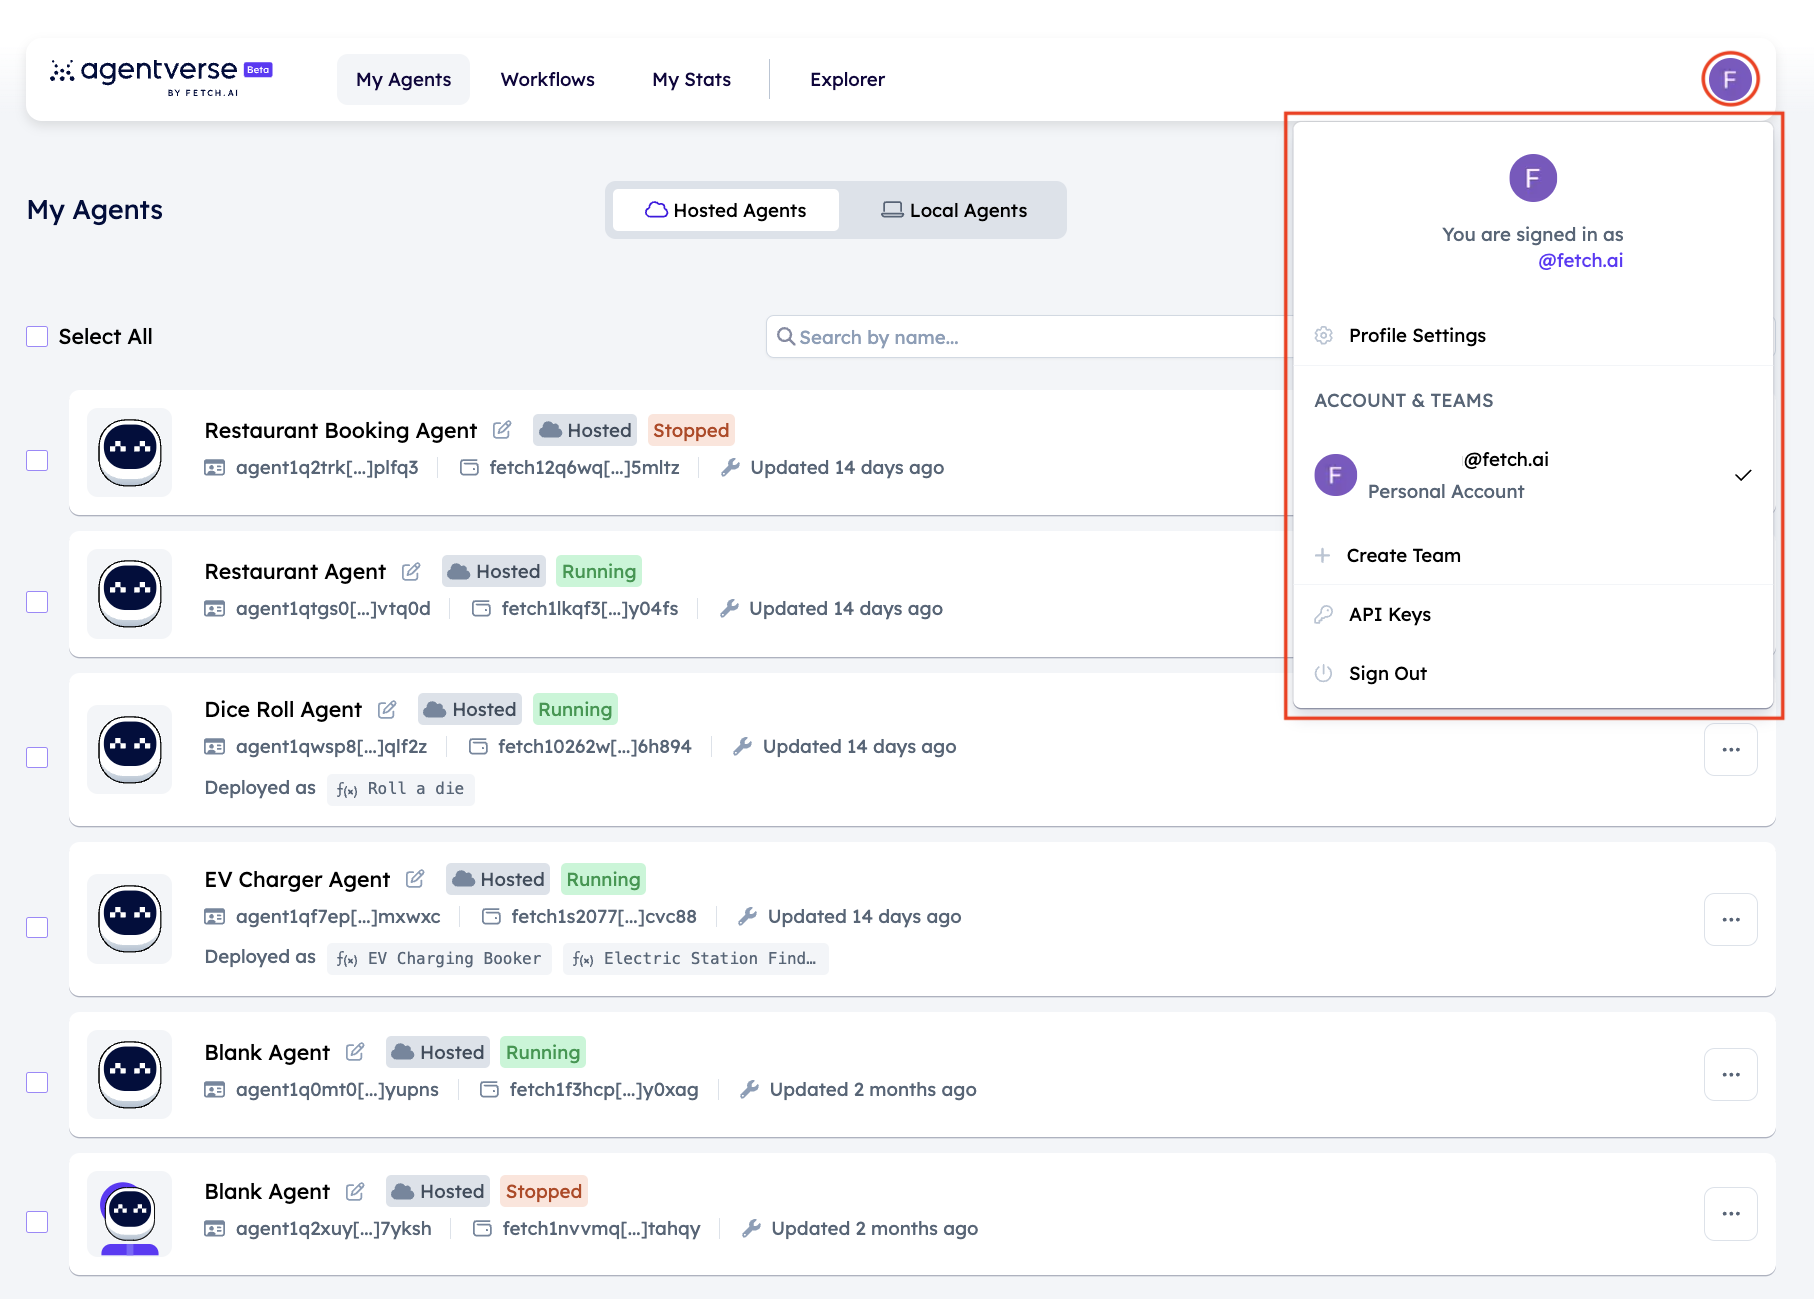 agentverse Beta
BY FETCH.AI
My Agents
Workflows
My Stats
Explorer
F
My Agents
Hosted Agents
Local Agents
F
You are signed in as
@fetch.ai
Profile Settings
ACCOUNT & TEAMS
F
@fetch.ai
Personal Account
Create Team
API Keys
Sign Out
Select All
Search by name...
Restaurant Booking Agent Hosted Stopped
agent1q2trk[...]plfq3 fetch12q6wq[...]5mltz Updated 14 days ago
Restaurant Agent Hosted Running
agent1qtgs0[...]vtq0d fetch1lkqf3[...]y04fs Updated 14 days ago
Dice Roll Agent Hosted Running
agent1qwsp8[...]qlf2z fetch10262w[...]6h894 Updated 14 days ago
Deployed as f(x) Roll a die
EV Charger Agent Hosted Running
agent1qf7ep[...]mxwxc fetch1s2077[...]cvc88 Updated 14 days ago
Deployed as f(x) EV Charging Booker f(x) Electric Station Find…
Blank Agent Hosted Running
agent1q0mt0[...]yupns fetch1f3hcp[...]y0xag Updated 2 months ago
Blank Agent Hosted Stopped
agent1q2xuy[...]7yksh fetch1nvvmq[...]tahqy Updated 2 months ago